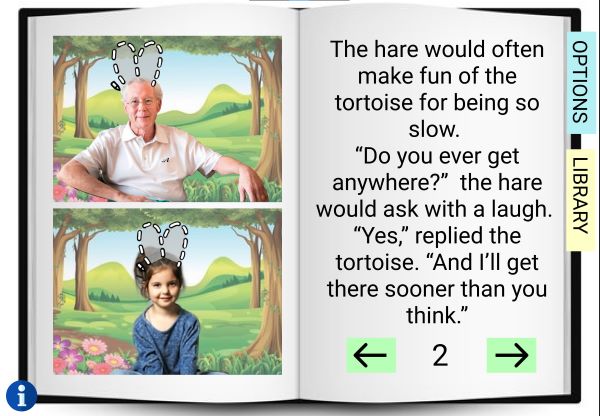 The hare would often
make fun of the
tortoise for being so
slow.
“Do you ever get
anywhere?”  the hare
would ask with a laugh.
“Yes,” replied the
tortoise. “And I’ll get
there sooner than you
think.”
2
OPTIONS
LIBRARY
i